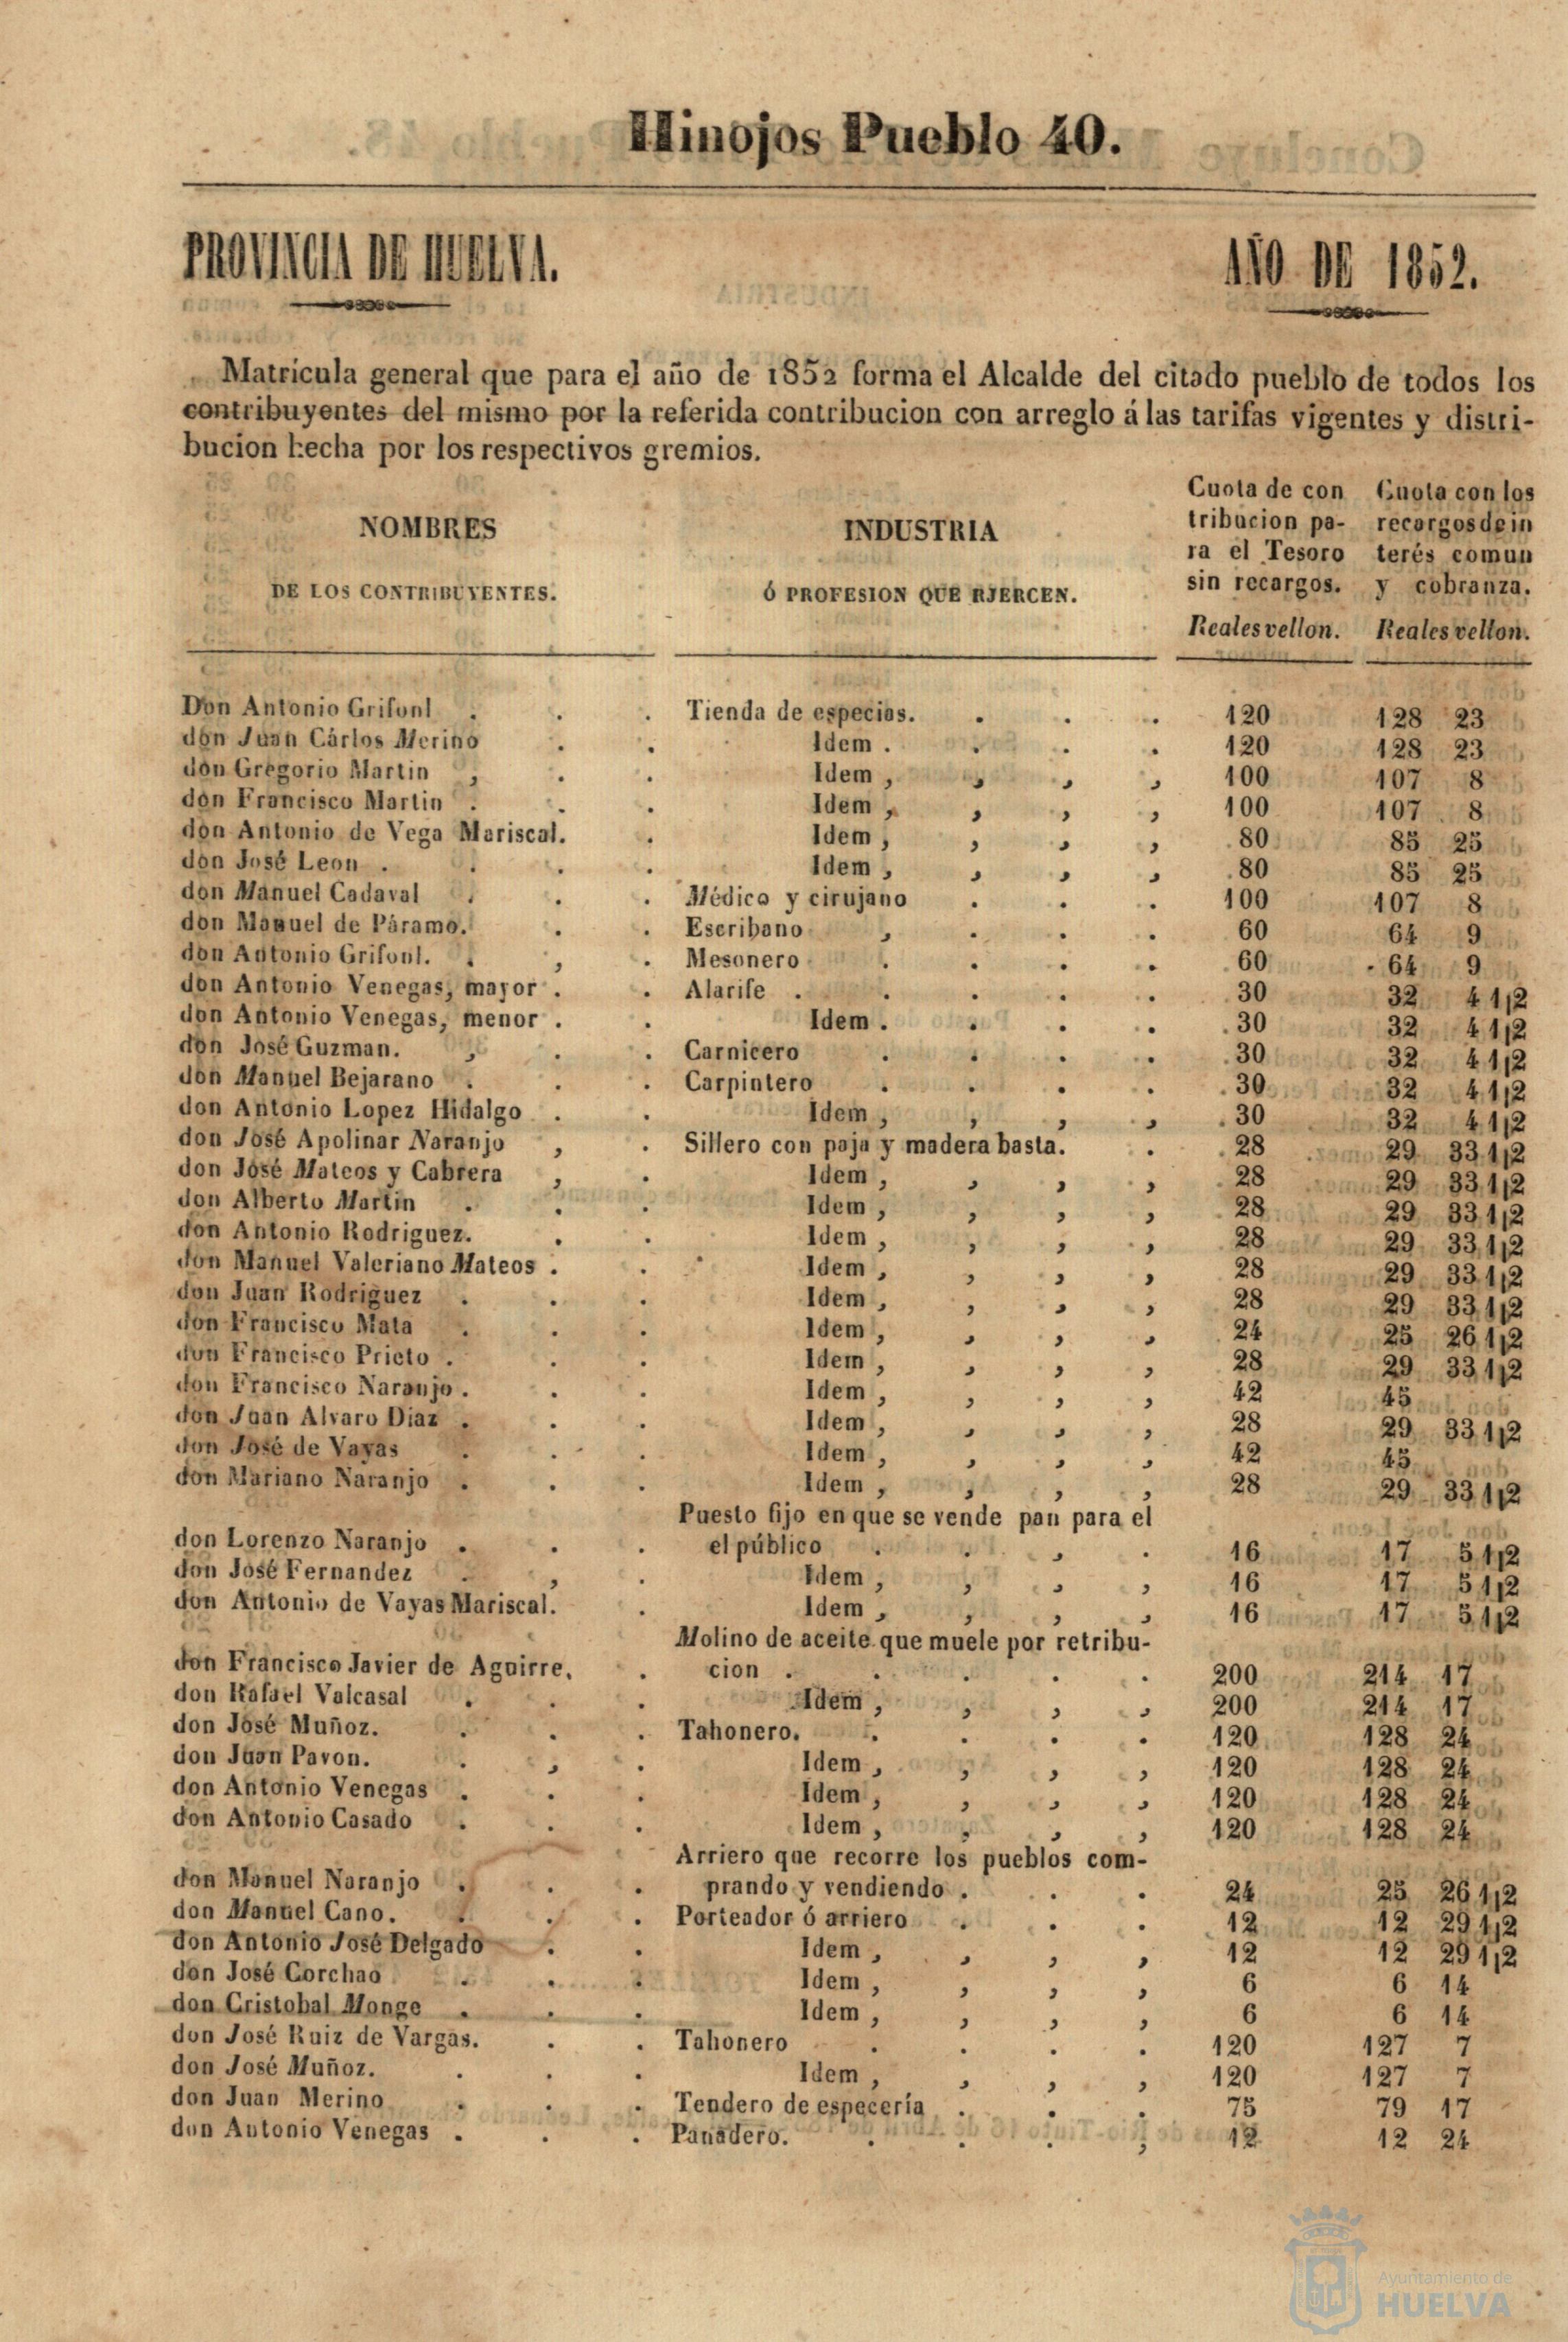 Hinojos Pueblo 40.
PROVINCIA DE HUELVA.
AÑO DE 1852.
Matricula general que para el año de 1852 forma el Alcalde del citado pueblo de todos los
contribuyentes del mismo por la referida contribucion con arreglo á las tarifas vigentes y distri-
bucion hecha por los respectivos gremios.
NOMBRES
DE LOS CONTRIBUYENTES.
INDUSTRIA
Ó PROFESION QUE EJERCEN.
Cuota de con
tribucion pa-
ra el Tesoro
sin recargos.
Reales vellon.
Cuota con los
recargos de in
terés comun
y cobranza.
Reales vellon.
Don Antonio Grifonl . . . Tienda de especias. . . . 120 128 23
don Juan Cárlos Merino . . Idem . . . . 120 128 23
don Gregorio Martin , . . Idem , , , , 100 107 8
don Francisco Martin . . . Idem , , , , 100 107 8
don Antonio de Vega Mariscal. . Idem , , , , 80 85 25
don José Leon . . . . Idem , , , , 80 85 25
don Manuel Cadaval . . . Médico y cirujano . . . 100 107 8
don Manuel de Páramo. . . Escribano , . . . 60 64 9
don Antonio Grifonl. . , . Mesonero . . . . 60 64 9
don Antonio Venegas, mayor . . Alarife . . . . . 30 32 4 1|2
don Antonio Venegas, menor . . Idem . . . . 30 32 4 1|2
don José Guzman. , . . Carnicero . . . . 30 32 4 1|2
don Manuel Bejarano . . . Carpintero . . . . 30 32 4 1|2
don Antonio Lopez Hidalgo . . Idem , , , , 30 32 4 1|2
don José Apolinar Naranjo , . Sillero con paja y madera basta. . 28 29 33 1|2
don José Mateos y Cabrera , . Idem , , , , 28 29 33 1|2
don Alberto Martin . . . Idem , , , , 28 29 33 1|2
don Antonio Rodriguez. . . Idem , , , , 28 29 33 1|2
don Manuel Valeriano Mateos . . Idem , , , , 28 29 33 1|2
don Juan Rodriguez . . . Idem , , , , 28 29 33 1|2
don Francisco Mata . . . Idem , , , , 24 25 26 1|2
don Francisco Prieto . . . Idem , , , , 28 29 33 1|2
don Francisco Naranjo . . . Idem , , , , 42 45
don Juan Alvaro Diaz . . . Idem , , , , 28 29 33 1|2
don José de Vayas . . . Idem , , , , 42 45
don Mariano Naranjo . . . Idem , , , , 28 29 33 1|2
Puesto fijo en que se vende pan para el
don Lorenzo Naranjo . . . el público . . , . 16 17 5 1|2
don José Fernandez . , . Idem , , , , 16 17 5 1|2
don Antonio de Vayas Mariscal. . Idem , , , , 16 17 5 1|2
Molino de aceite que muele por retribu-
don Francisco Javier de Aguirre. . cion . . . . . 200 214 17
don Rafael Valcasal . . . Idem , , , , 200 214 17
don José Muñoz. . . . Tahonero. . . . . 120 128 24
don Juan Pavon. . , . Idem , , , , 120 128 24
don Antonio Venegas . . . Idem , , , , 120 128 24
don Antonio Casado . . . Idem , , , , 120 128 24
Arriero que recorre los pueblos com-
don Manuel Naranjo . . . prando y vendiendo . . . 24 25 26 1|2
don Manuel Cano. . . . Porteador ó arriero . . . 12 12 29 1|2
don Antonio José Delgado . . Idem , , , , 12 12 29 1|2
don José Corchao . . . Idem , , , , 6 6 14
don Cristobal Monge . . . Idem , , , , 6 6 14
don José Ruiz de Vargas. . . Tahonero . . . . 120 127 7
don José Muñoz. . . . Idem , , , , 120 127 7
don Juan Merino . . . Tendero de especería . . . 75 79 17
don Antonio Venegas . . . Panadero. . . . , 12 12 24
Ayuntamiento de
HUELVA